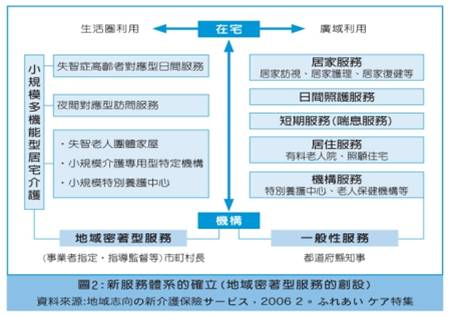 生活圈利用
在宅
廣域利用
小規模多機能型居宅介護
失智症高齡者對應型日間服務
夜間對應型訪問服務
・失智老人團體家屋
・小規模介護專用型特定機構
・小規模特別養護中心
居家服務
居家訪視、居家護理、居家復健等
日間照護服務
短期服務(喘息服務)
居住服務
有料老人院、照顧住宅
機構服務
特別養護中心、老人保健機構等
機構
地域密著型服務
(事業者指定・指導監督等)市町村長
一般性服務
都道府縣知事
圖2:新服務體系的確立(地域密著型服務的創設)
資料來源:地域志向の新介護保險サービス・2006 2。ふれあい ケア特集